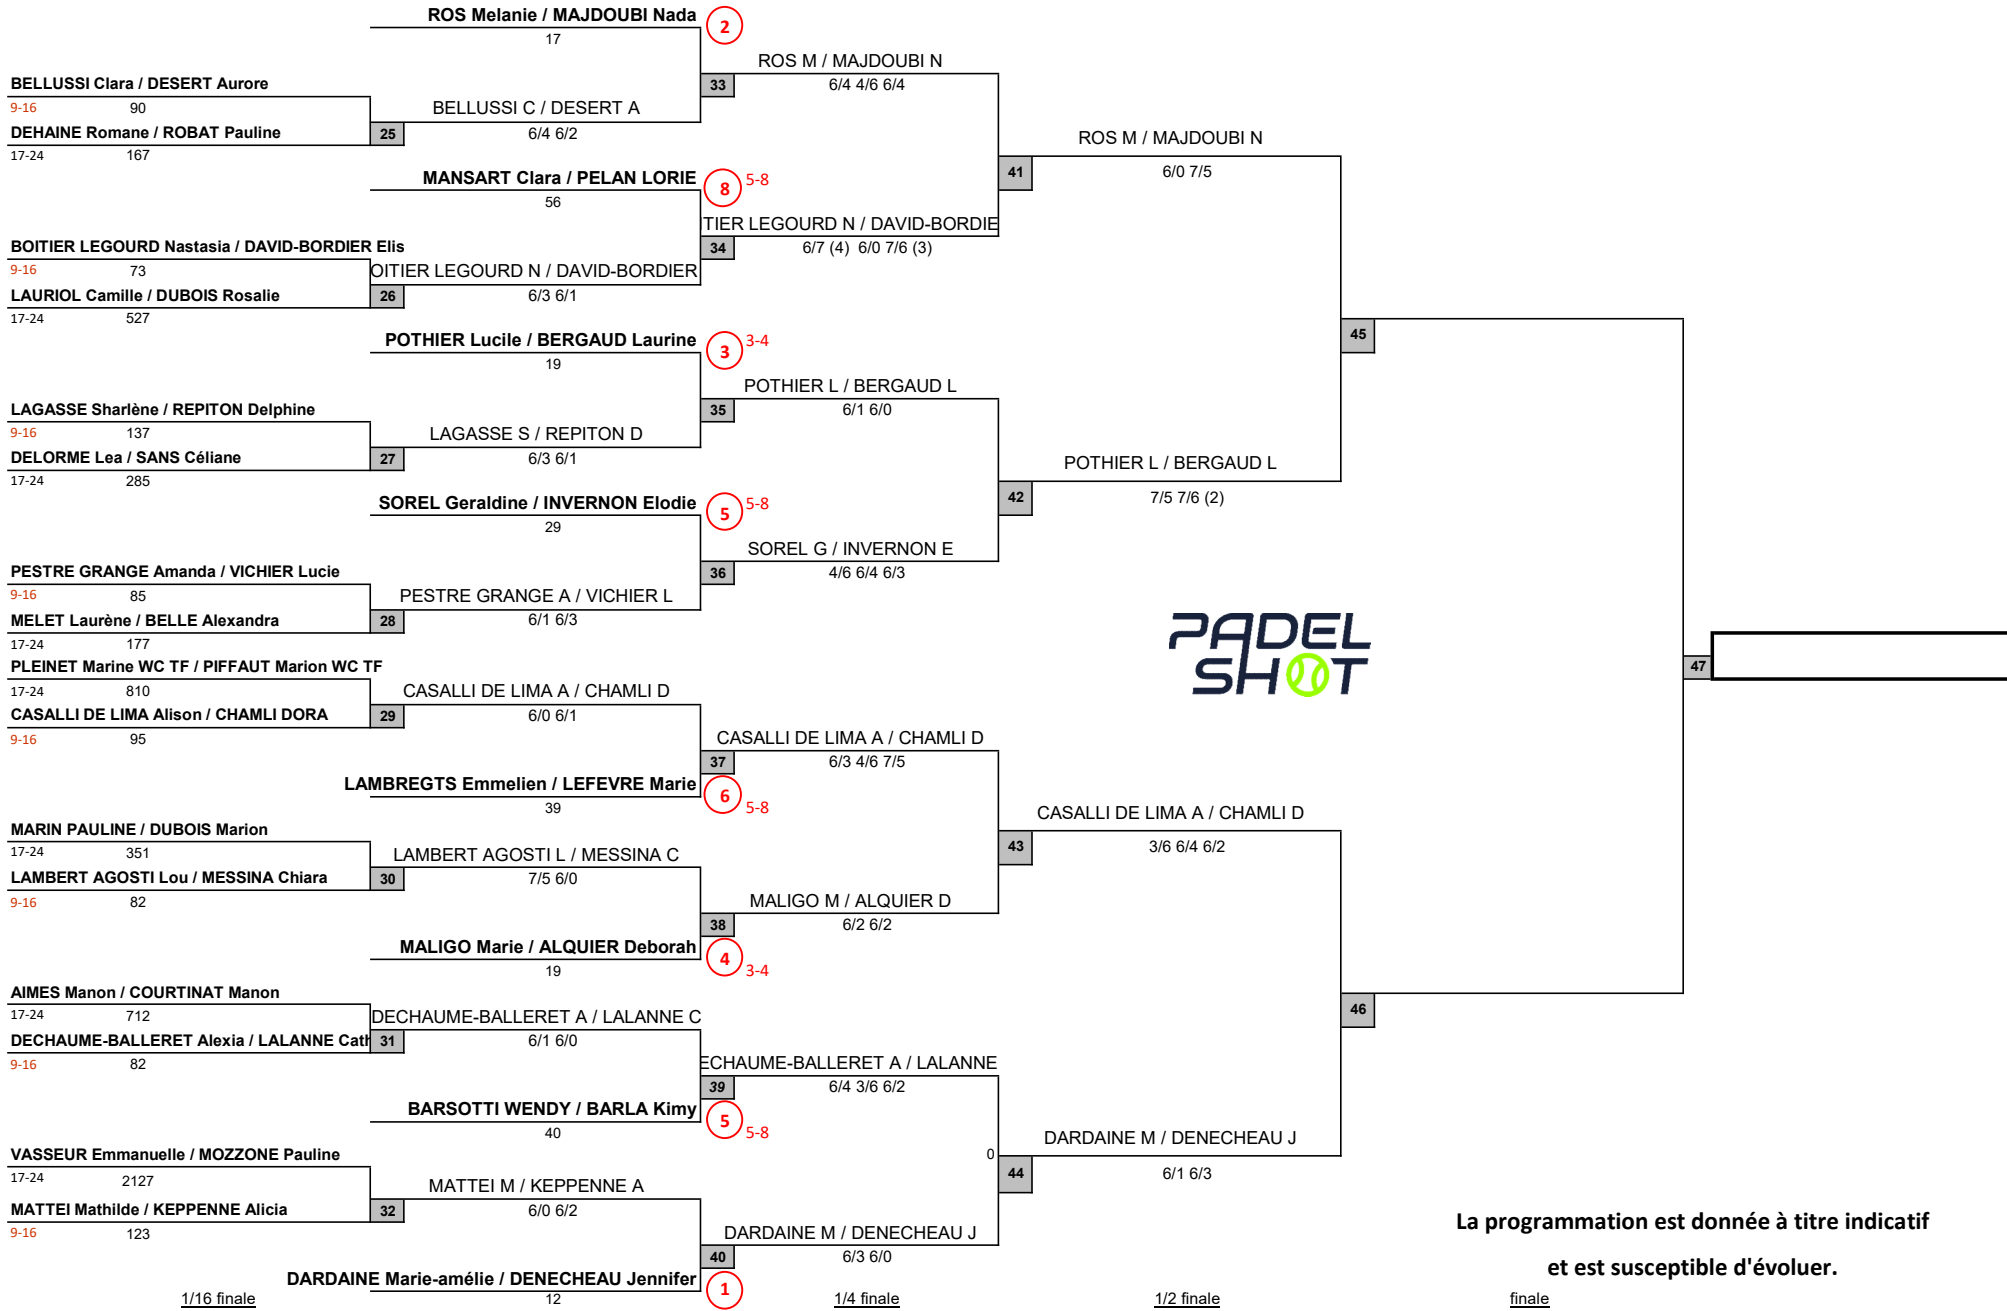 ROS Melanie / MAJDOUBI Nada
2
17
ROS M / MAJDOUBI N
BELLUSSI Clara / DESERT Aurore
33
6/4 4/6 6/4
9-16
90
BELLUSSI C / DESERT A
DEHAINE Romane / ROBAT Pauline
25
6/4 6/2
17-24
167
ROS M / MAJDOUBI N
41
6/0 7/5
MANSART Clara / PELAN LORIE
8
5-8
56
TIER LEGOURD N / DAVID-BORDIE
BOITIER LEGOURD Nastasia / DAVID-BORDIER Elis
34
6/7 (4) 6/0 7/6 (3)
9-16
73
OITIER LEGOURD N / DAVID-BORDIER
LAURIOL Camille / DUBOIS Rosalie
26
6/3 6/1
17-24
527
POTHIER Lucile / BERGAUD Laurine
3
3-4
45
19
POTHIER L / BERGAUD L
LAGASSE Sharlène / REPITON Delphine
35
6/1 6/0
9-16
137
LAGASSE S / REPITON D
DELORME Lea / SANS Céliane
27
6/3 6/1
17-24
285
POTHIER L / BERGAUD L
42
7/5 7/6 (2)
SOREL Geraldine / INVERNON Elodie
5
5-8
29
SOREL G / INVERNON E
PESTRE GRANGE Amanda / VICHIER Lucie
36
4/6 6/4 6/3
9-16
85
PESTRE GRANGE A / VICHIER L
MELET Laurène / BELLE Alexandra
28
6/1 6/3
17-24
177
PADEL
SHOT
47
PLEINET Marine WC TF / PIFFAUT Marion WC TF
17-24
810
CASALLI DE LIMA A / CHAMLI D
CASALLI DE LIMA Alison / CHAMLI DORA
29
6/0 6/1
9-16
95
CASALLI DE LIMA A / CHAMLI D
37
6/3 4/6 7/5
LAMBREGTS Emmelien / LEFEVRE Marie
6
5-8
39
CASALLI DE LIMA A / CHAMLI D
43
3/6 6/4 6/2
MARIN PAULINE / DUBOIS Marion
17-24
351
LAMBERT AGOSTI L / MESSINA C
LAMBERT AGOSTI Lou / MESSINA Chiara
30
7/5 6/0
9-16
82
MALIGO M / ALQUIER D
38
6/2 6/2
MALIGO Marie / ALQUIER Deborah
4
3-4
19
AIMES Manon / COURTINAT Manon
46
17-24
712
DECHAUME-BALLERET A / LALANNE C
DECHAUME-BALLERET Alexia / LALANNE Cath
31
6/1 6/0
9-16
82
ECHAUME-BALLERET A / LALANNE
39
6/4 3/6 6/2
BARSOTTI WENDY / BARLA Kimy
5
5-8
40
DARDAINE M / DENECHEAU J
0
44
6/1 6/3
VASSEUR Emmanuelle / MOZZONE Pauline
17-24
2127
MATTEI M / KEPPENNE A
MATTEI Mathilde / KEPPENNE Alicia
32
6/0 6/2
9-16
123
DARDAINE M / DENECHEAU J
40
6/3 6/0
DARDAINE Marie-amélie / DENECHEAU Jennifer
1
12
La programmation est donnée à titre indicatif
et est susceptible d'évoluer.
1/16 finale
1/4 finale
1/2 finale
finale